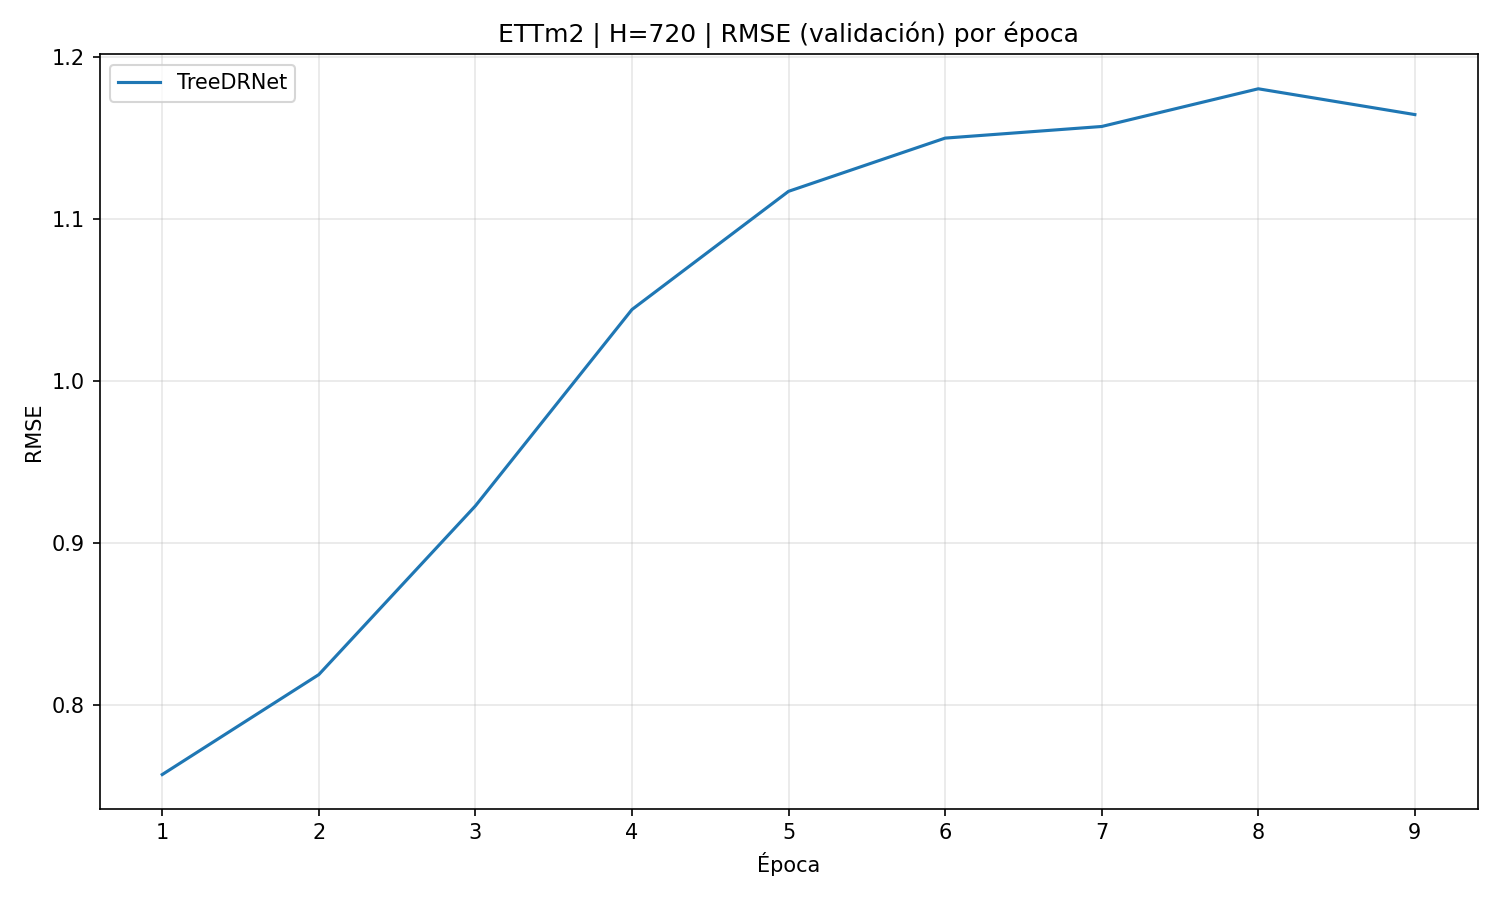 ETTm2 | H=720 | RMSE (validación) por época
TreeDRNet
1.2
1.1
1.0
0.9
0.8
RMSE
1 2 3 4 5 6 7 8 9
Época